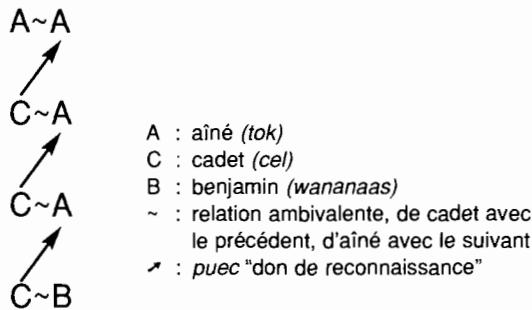 A~A
C~A
C~A
C~B
A : aîné (tok)
C : cadet (cel)
B : benjamin (wananaas)
~ : relation ambivalente, de cadet avec
le précédent, d'aîné avec le suivant
↗ : puec "don de reconnaissance"